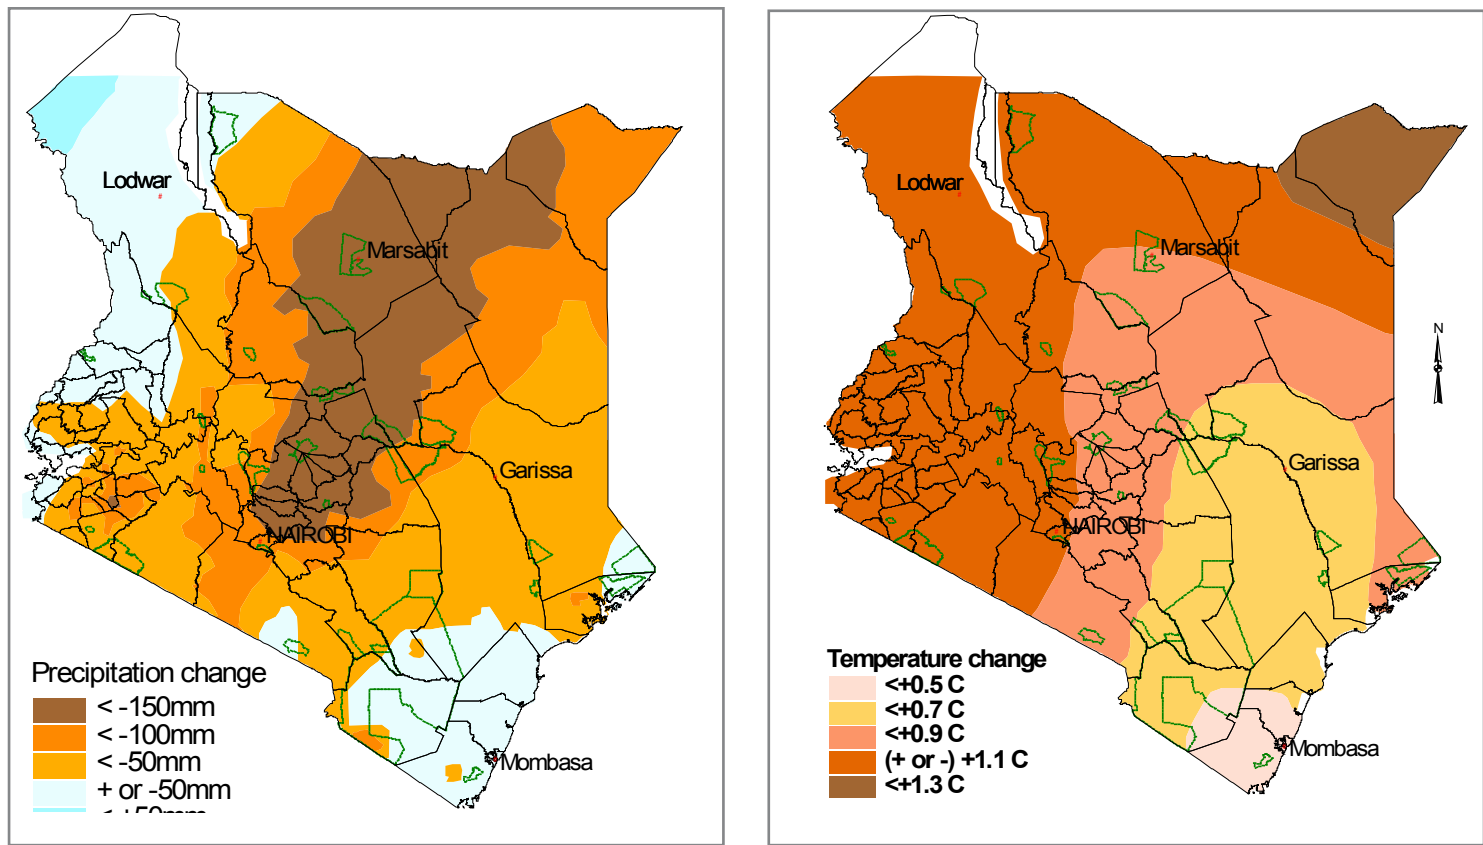 Lodwar
Marsabit
Garissa
NAIROBI
Mombasa
Precipitation change
< -150mm
< -100mm
< -50mm
+ or -50mm
Lodwar
Marsabit
Garissa
NAIROBI
Mombasa
N
Temperature change
<+0.5 C
<+0.7 C
<+0.9 C
(+ or -) +1.1 C
<+1.3 C